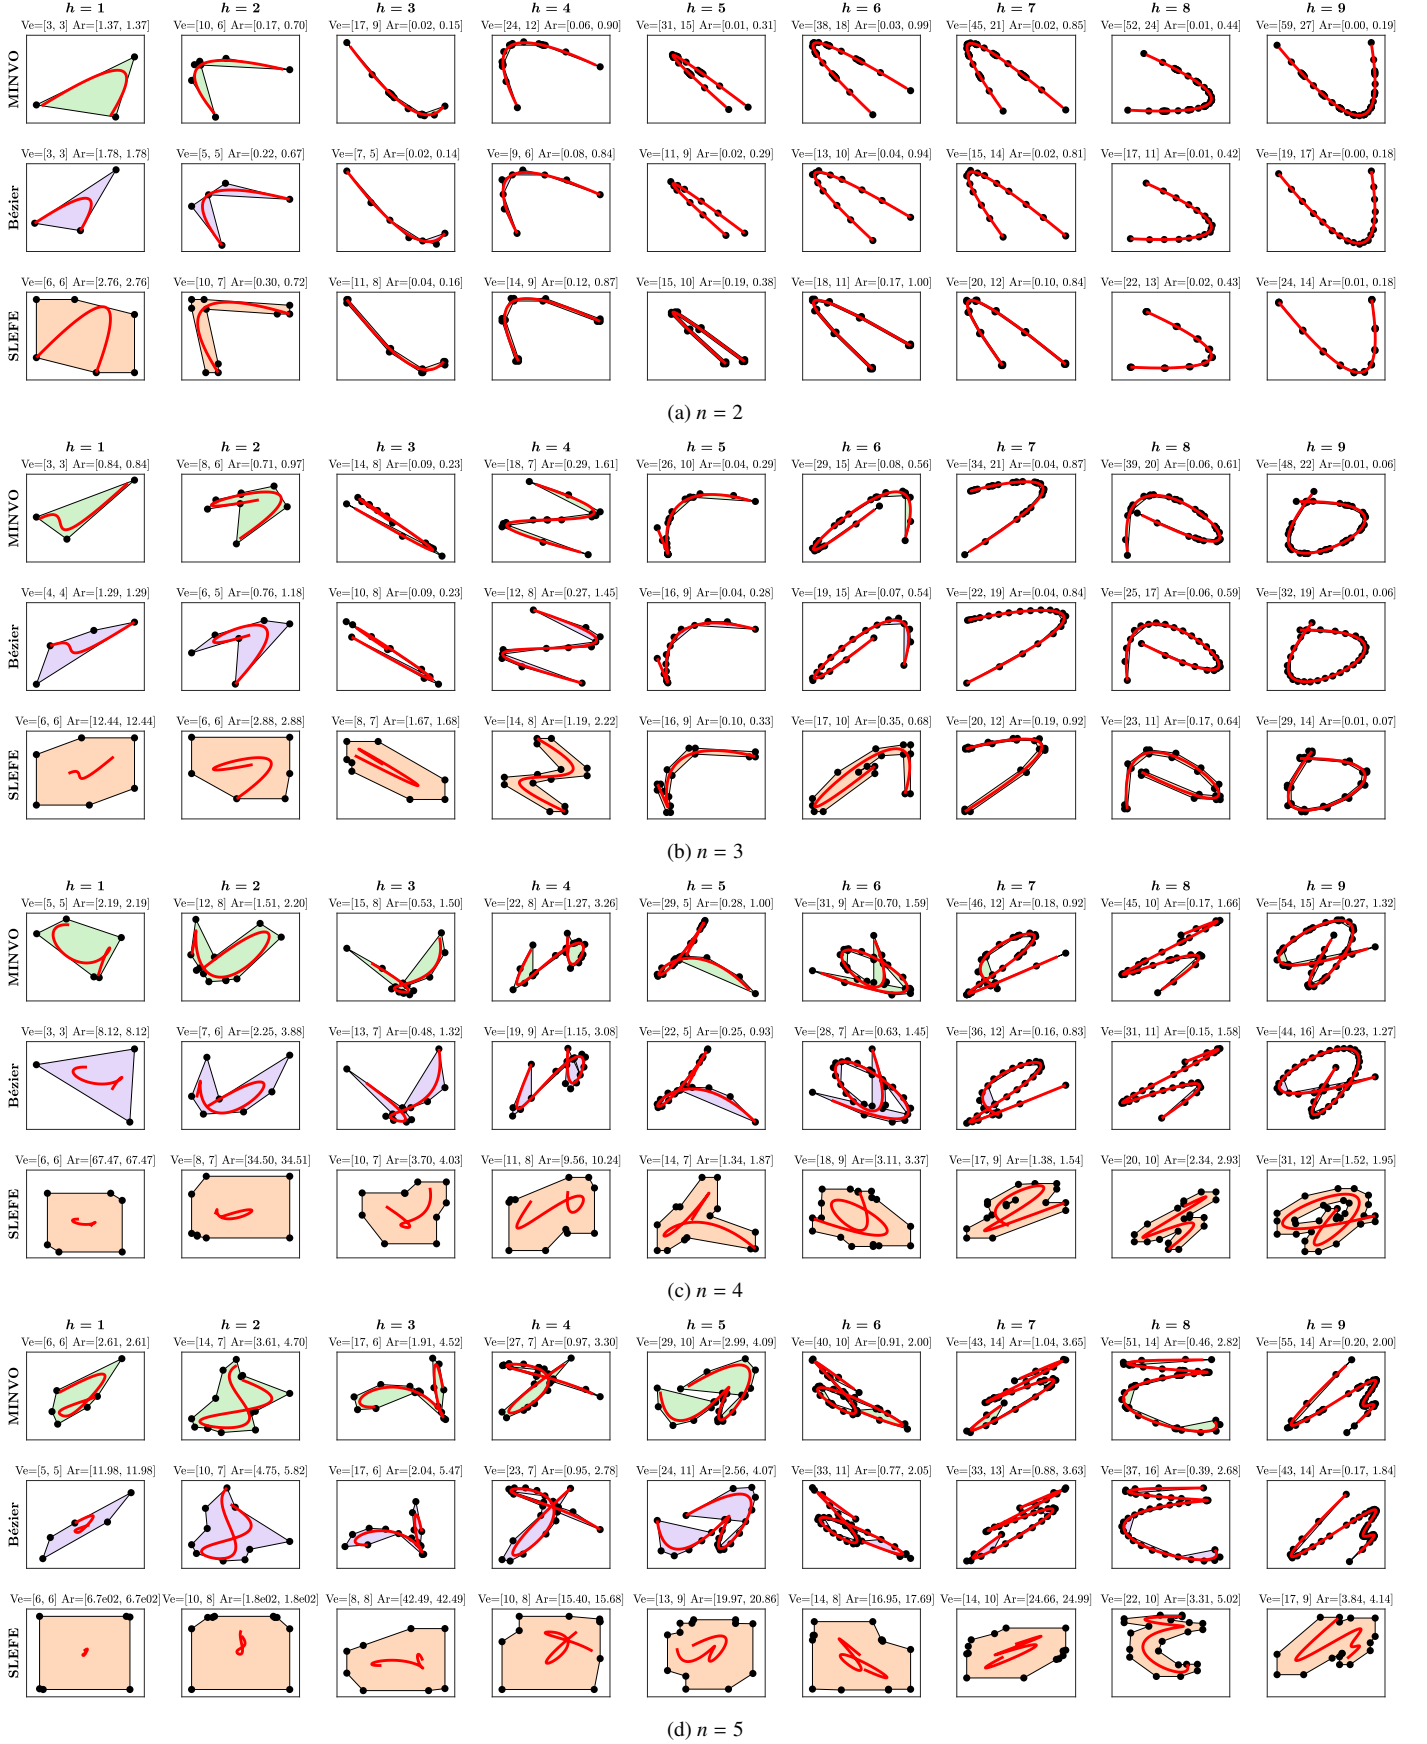 h = 1 h = 2 h = 3 h = 4 h = 5 h = 6 h = 7 h = 8 h = 9
Ve=[3, 3] Ar=[1.37, 1.37] Ve=[10, 6] Ar=[0.17, 0.70] Ve=[17, 9] Ar=[0.02, 0.15] Ve=[24, 12] Ar=[0.06, 0.90] Ve=[31, 15] Ar=[0.01, 0.31] Ve=[38, 18] Ar=[0.03, 0.99] Ve=[45, 21] Ar=[0.02, 0.85] Ve=[52, 24] Ar=[0.01, 0.44] Ve=[59, 27] Ar=[0.00, 0.19]
MINVO
Ve=[3, 3] Ar=[1.78, 1.78] Ve=[5, 5] Ar=[0.22, 0.67] Ve=[7, 5] Ar=[0.02, 0.14] Ve=[9, 6] Ar=[0.08, 0.84] Ve=[11, 9] Ar=[0.02, 0.29] Ve=[13, 10] Ar=[0.04, 0.94] Ve=[15, 14] Ar=[0.02, 0.81] Ve=[17, 11] Ar=[0.01, 0.42] Ve=[19, 17] Ar=[0.00, 0.18]
Bézier
Ve=[6, 6] Ar=[2.76, 2.76] Ve=[10, 7] Ar=[0.30, 0.72] Ve=[11, 8] Ar=[0.04, 0.16] Ve=[14, 9] Ar=[0.12, 0.87] Ve=[15, 10] Ar=[0.19, 0.38] Ve=[18, 11] Ar=[0.17, 1.00] Ve=[20, 12] Ar=[0.10, 0.84] Ve=[22, 13] Ar=[0.02, 0.43] Ve=[24, 14] Ar=[0.01, 0.18]
SLEFE
(a) n = 2
h = 1 h = 2 h = 3 h = 4 h = 5 h = 6 h = 7 h = 8 h = 9
Ve=[3, 3] Ar=[0.84, 0.84] Ve=[8, 6] Ar=[0.71, 0.97] Ve=[14, 8] Ar=[0.09, 0.23] Ve=[18, 7] Ar=[0.29, 1.61] Ve=[26, 10] Ar=[0.04, 0.29] Ve=[29, 15] Ar=[0.08, 0.56] Ve=[34, 21] Ar=[0.04, 0.87] Ve=[39, 20] Ar=[0.06, 0.61] Ve=[48, 22] Ar=[0.01, 0.06]
MINVO
Ve=[4, 4] Ar=[1.29, 1.29] Ve=[6, 5] Ar=[0.76, 1.18] Ve=[10, 8] Ar=[0.09, 0.23] Ve=[12, 8] Ar=[0.27, 1.45] Ve=[16, 9] Ar=[0.04, 0.28] Ve=[19, 15] Ar=[0.07, 0.54] Ve=[22, 19] Ar=[0.04, 0.84] Ve=[25, 17] Ar=[0.06, 0.59] Ve=[32, 19] Ar=[0.01, 0.06]
Bézier
Ve=[6, 6] Ar=[12.44, 12.44] Ve=[6, 6] Ar=[2.88, 2.88] Ve=[8, 7] Ar=[1.67, 1.68] Ve=[14, 8] Ar=[1.19, 2.22] Ve=[16, 9] Ar=[0.10, 0.33] Ve=[17, 10] Ar=[0.35, 0.68] Ve=[20, 12] Ar=[0.19, 0.92] Ve=[23, 11] Ar=[0.17, 0.64] Ve=[29, 14] Ar=[0.01, 0.07]
SLEFE
(b) n = 3
h = 1 h = 2 h = 3 h = 4 h = 5 h = 6 h = 7 h = 8 h = 9
Ve=[5, 5] Ar=[2.19, 2.19] Ve=[12, 8] Ar=[1.51, 2.20] Ve=[15, 8] Ar=[0.53, 1.50] Ve=[22, 8] Ar=[1.27, 3.26] Ve=[29, 5] Ar=[0.28, 1.00] Ve=[31, 9] Ar=[0.70, 1.59] Ve=[46, 12] Ar=[0.18, 0.92] Ve=[45, 10] Ar=[0.17, 1.66] Ve=[54, 15] Ar=[0.27, 1.32]
MINVO
Ve=[3, 3] Ar=[8.12, 8.12] Ve=[7, 6] Ar=[2.25, 3.88] Ve=[13, 7] Ar=[0.48, 1.32] Ve=[19, 9] Ar=[1.15, 3.08] Ve=[22, 5] Ar=[0.25, 0.93] Ve=[28, 7] Ar=[0.63, 1.45] Ve=[36, 12] Ar=[0.16, 0.83] Ve=[31, 11] Ar=[0.15, 1.58] Ve=[44, 16] Ar=[0.23, 1.27]
Bézier
Ve=[6, 6] Ar=[67.47, 67.47] Ve=[8, 7] Ar=[34.50, 34.51] Ve=[10, 7] Ar=[3.70, 4.03] Ve=[11, 8] Ar=[9.56, 10.24] Ve=[14, 7] Ar=[1.34, 1.87] Ve=[18, 9] Ar=[3.11, 3.37] Ve=[17, 9] Ar=[1.38, 1.54] Ve=[20, 10] Ar=[2.34, 2.93] Ve=[31, 12] Ar=[1.52, 1.95]
SLEFE
(c) n = 4
h = 1 h = 2 h = 3 h = 4 h = 5 h = 6 h = 7 h = 8 h = 9
Ve=[6, 6] Ar=[2.61, 2.61] Ve=[14, 7] Ar=[3.61, 4.70] Ve=[17, 6] Ar=[1.91, 4.52] Ve=[27, 7] Ar=[0.97, 3.30] Ve=[29, 10] Ar=[2.99, 4.09] Ve=[40, 10] Ar=[0.91, 2.00] Ve=[43, 14] Ar=[1.04, 3.65] Ve=[51, 14] Ar=[0.46, 2.82] Ve=[55, 14] Ar=[0.20, 2.00]
MINVO
Ve=[5, 5] Ar=[11.98, 11.98] Ve=[10, 7] Ar=[4.75, 5.82] Ve=[17, 6] Ar=[2.04, 5.47] Ve=[23, 7] Ar=[0.95, 2.78] Ve=[24, 11] Ar=[2.56, 4.07] Ve=[33, 11] Ar=[0.77, 2.05] Ve=[33, 13] Ar=[0.88, 3.63] Ve=[37, 16] Ar=[0.39, 2.68] Ve=[43, 14] Ar=[0.17, 1.84]
Bézier
Ve=[6, 6] Ar=[6.7e02, 6.7e02] Ve=[10, 8] Ar=[1.8e02, 1.8e02] Ve=[8, 8] Ar=[42.49, 42.49] Ve=[10, 8] Ar=[15.40, 15.68] Ve=[13, 9] Ar=[19.97, 20.86] Ve=[14, 8] Ar=[16.95, 17.69] Ve=[14, 10] Ar=[24.66, 24.99] Ve=[22, 10] Ar=[3.31, 5.02] Ve=[17, 9] Ar=[3.84, 4.14]
SLEFE
(d) n = 5